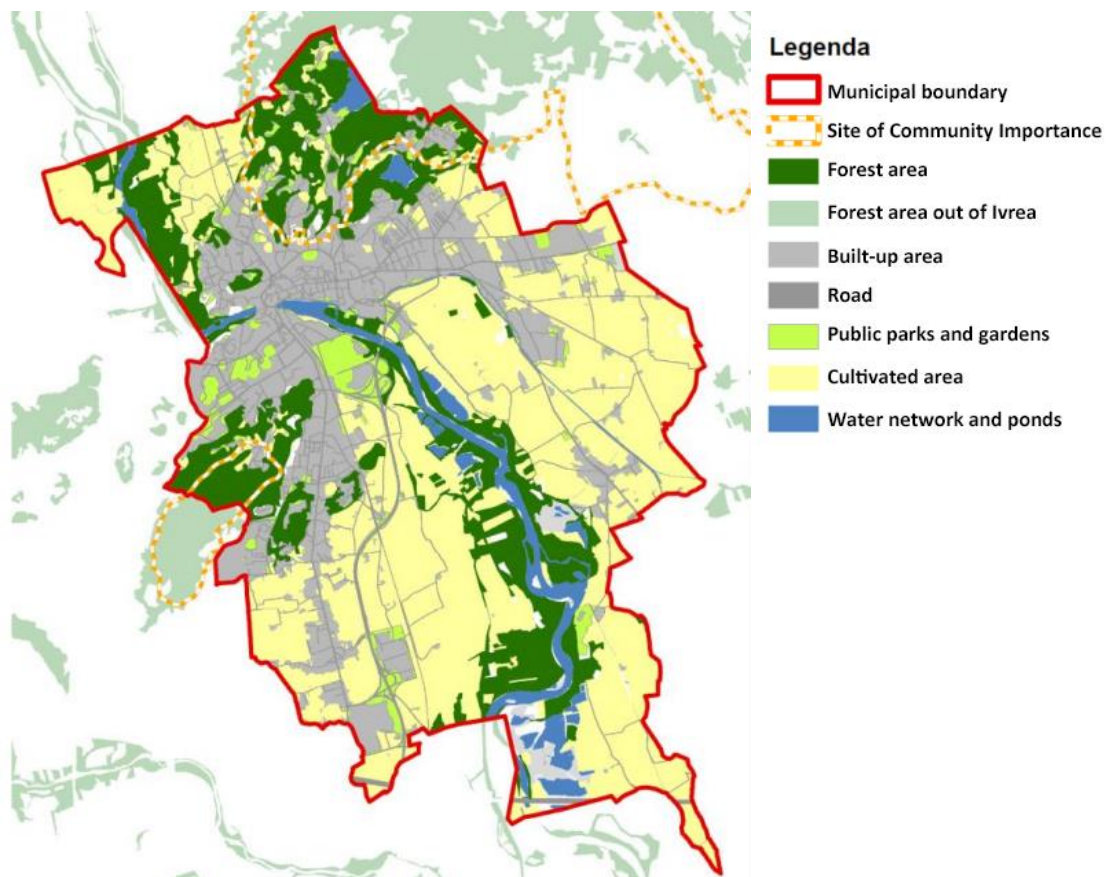 Legenda
Municipal boundary
Site of Community Importance
Forest area
Forest area out of Ivrea
Built-up area
Road
Public parks and gardens
Cultivated area
Water network and ponds